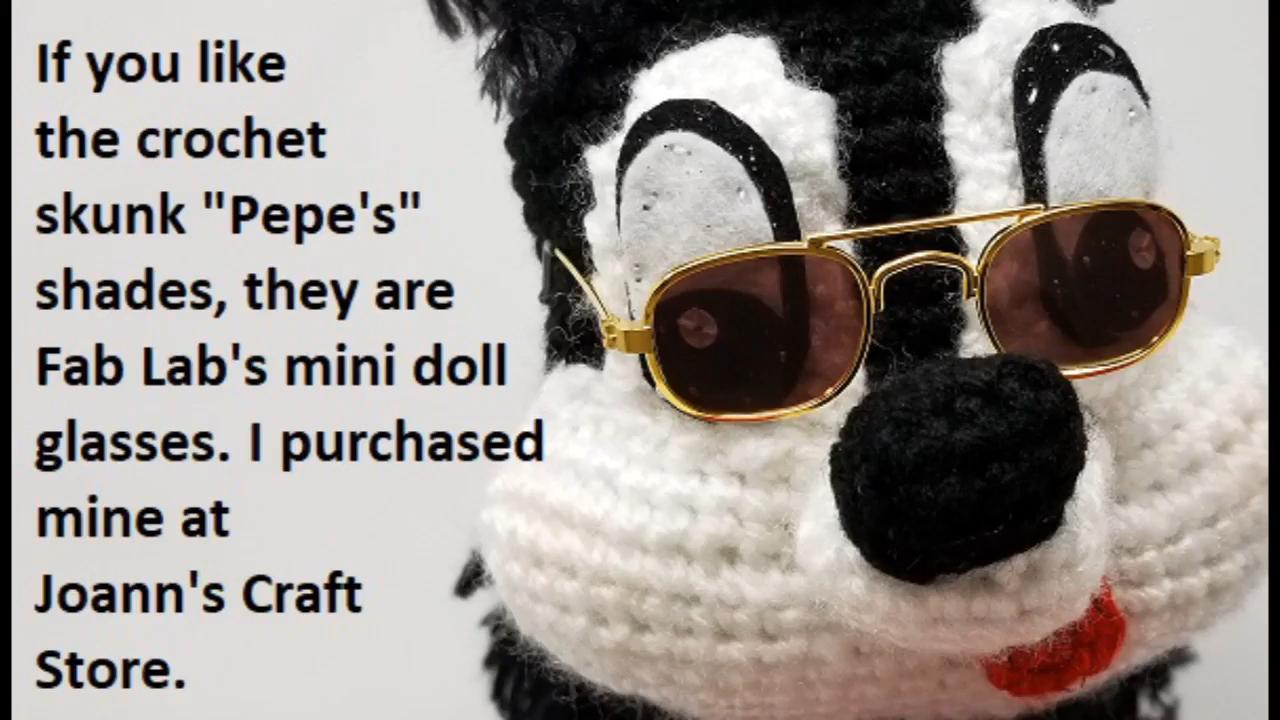 If you like
the crochet
skunk "Pepe's"
shades, they are
Fab Lab's mini doll
glasses. I purchased
mine at
Joann's Craft
Store.